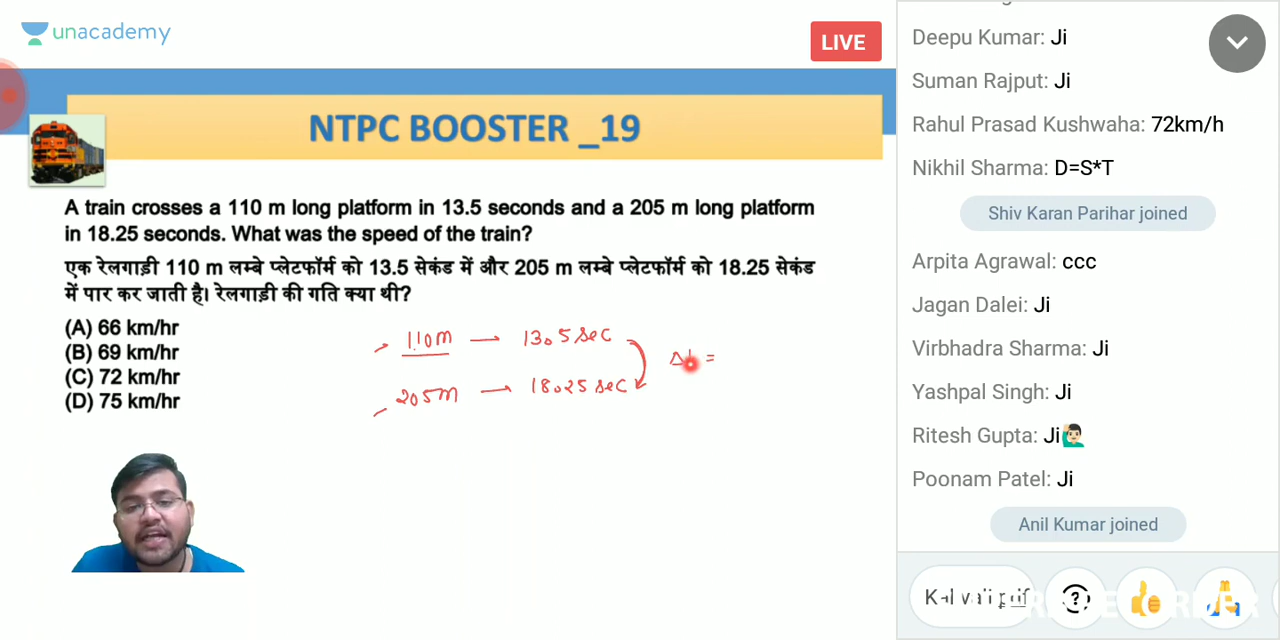 unacademy
LIVE
NTPC BOOSTER _19
A train crosses a 110 m long platform in 13.5 seconds and a 205 m long platform
in 18.25 seconds. What was the speed of the train?
एक रेलगाड़ी 110 m लम्बे प्लेटफॉर्म को 13.5 सेकंड में और 205 m लम्बे प्लेटफॉर्म को 18.25 सेकंड
में पार कर जाती है। रेलगाड़ी की गति क्या थी?
(A) 66 km/hr
(B) 69 km/hr
(C) 72 km/hr
(D) 75 km/hr
110m — 13.5 sec
205m — 18.25 sec
Deepu Kumar: Ji
Suman Rajput: Ji
Rahul Prasad Kushwaha: 72km/h
Nikhil Sharma: D=S*T
Shiv Karan Parihar joined
Arpita Agrawal: ccc
Jagan Dalei: Ji
Virbhadra Sharma: Ji
Yashpal Singh: Ji
Ritesh Gupta: Ji🙋🏻‍♂️
Poonam Patel: Ji
Anil Kumar joined